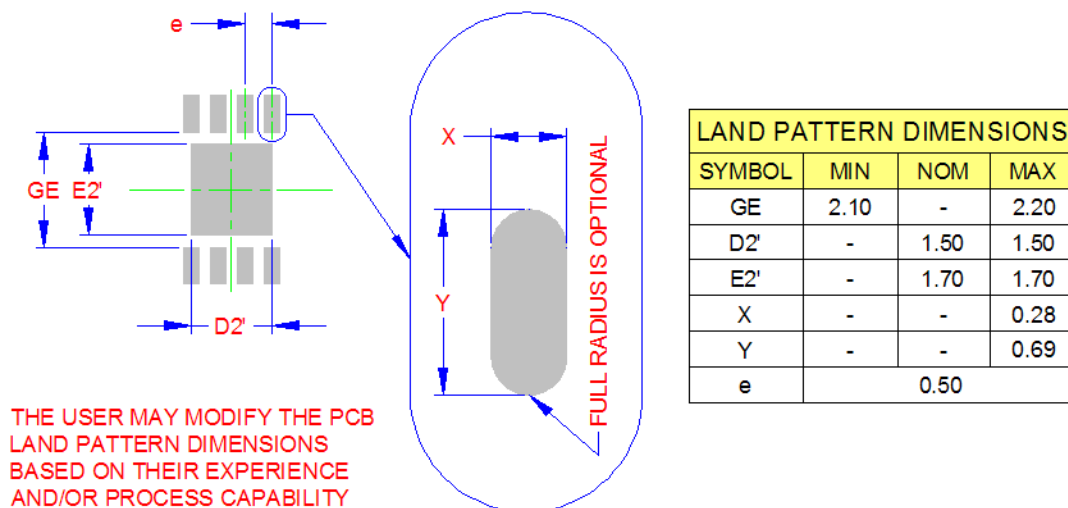 e
GE E2'
D2'
X
Y
FULL RADIUS IS OPTIONAL
THE USER MAY MODIFY THE PCB
LAND PATTERN DIMENSIONS
BASED ON THEIR EXPERIENCE
AND/OR PROCESS CAPABILITY
LAND PATTERN DIMENSIONS
SYMBOL MIN NOM MAX
GE 2.10 - 2.20
D2' - 1.50 1.50
E2' - 1.70 1.70
X - - 0.28
Y - - 0.69
e 0.50